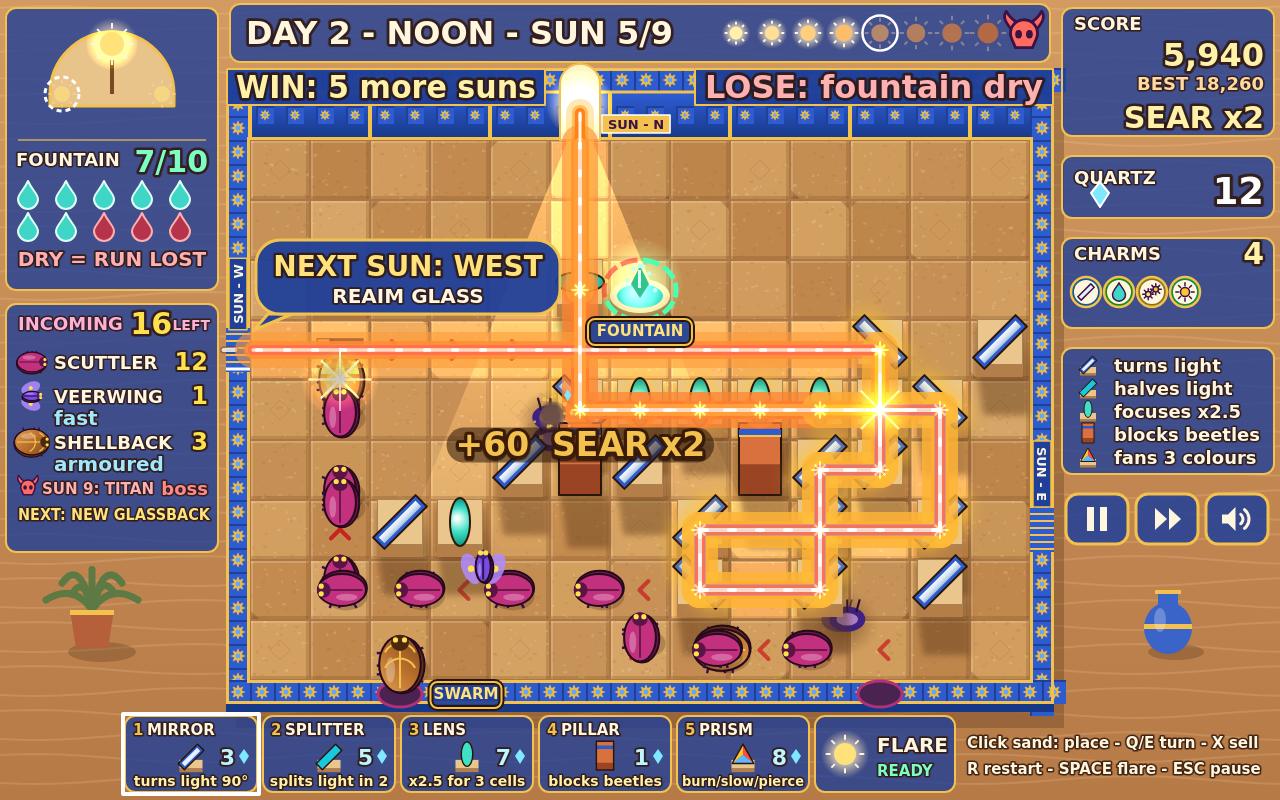 DAY 2 - NOON - SUN 5/9
WIN: 5 more suns
LOSE: fountain dry
SUN - N
FOUNTAIN 7/10
DRY = RUN LOST
INCOMING 16 LEFT
SCUTTLER 12
VEERWING 1
fast
SHELLBACK 3
armoured
SUN 9: TITAN boss
NEXT: NEW GLASSBACK
SUN - W
NEXT SUN: WEST
REAIM GLASS
FOUNTAIN
+60 SEAR x2
SUN - E
SWARM
SCORE
5,940
BEST 18,260
SEAR x2
QUARTZ 12
CHARMS 4
turns light
halves light
focuses x2.5
blocks beetles
fans 3 colours
1 MIRROR
3
turns light 90°
2 SPLITTER
5
splits light in 2
3 LENS
7
x2.5 for 3 cells
4 PILLAR
1
blocks beetles
5 PRISM
8
burn/slow/pierce
FLARE
READY
Click sand: place - Q/E turn - X sell
R restart - SPACE flare - ESC pause